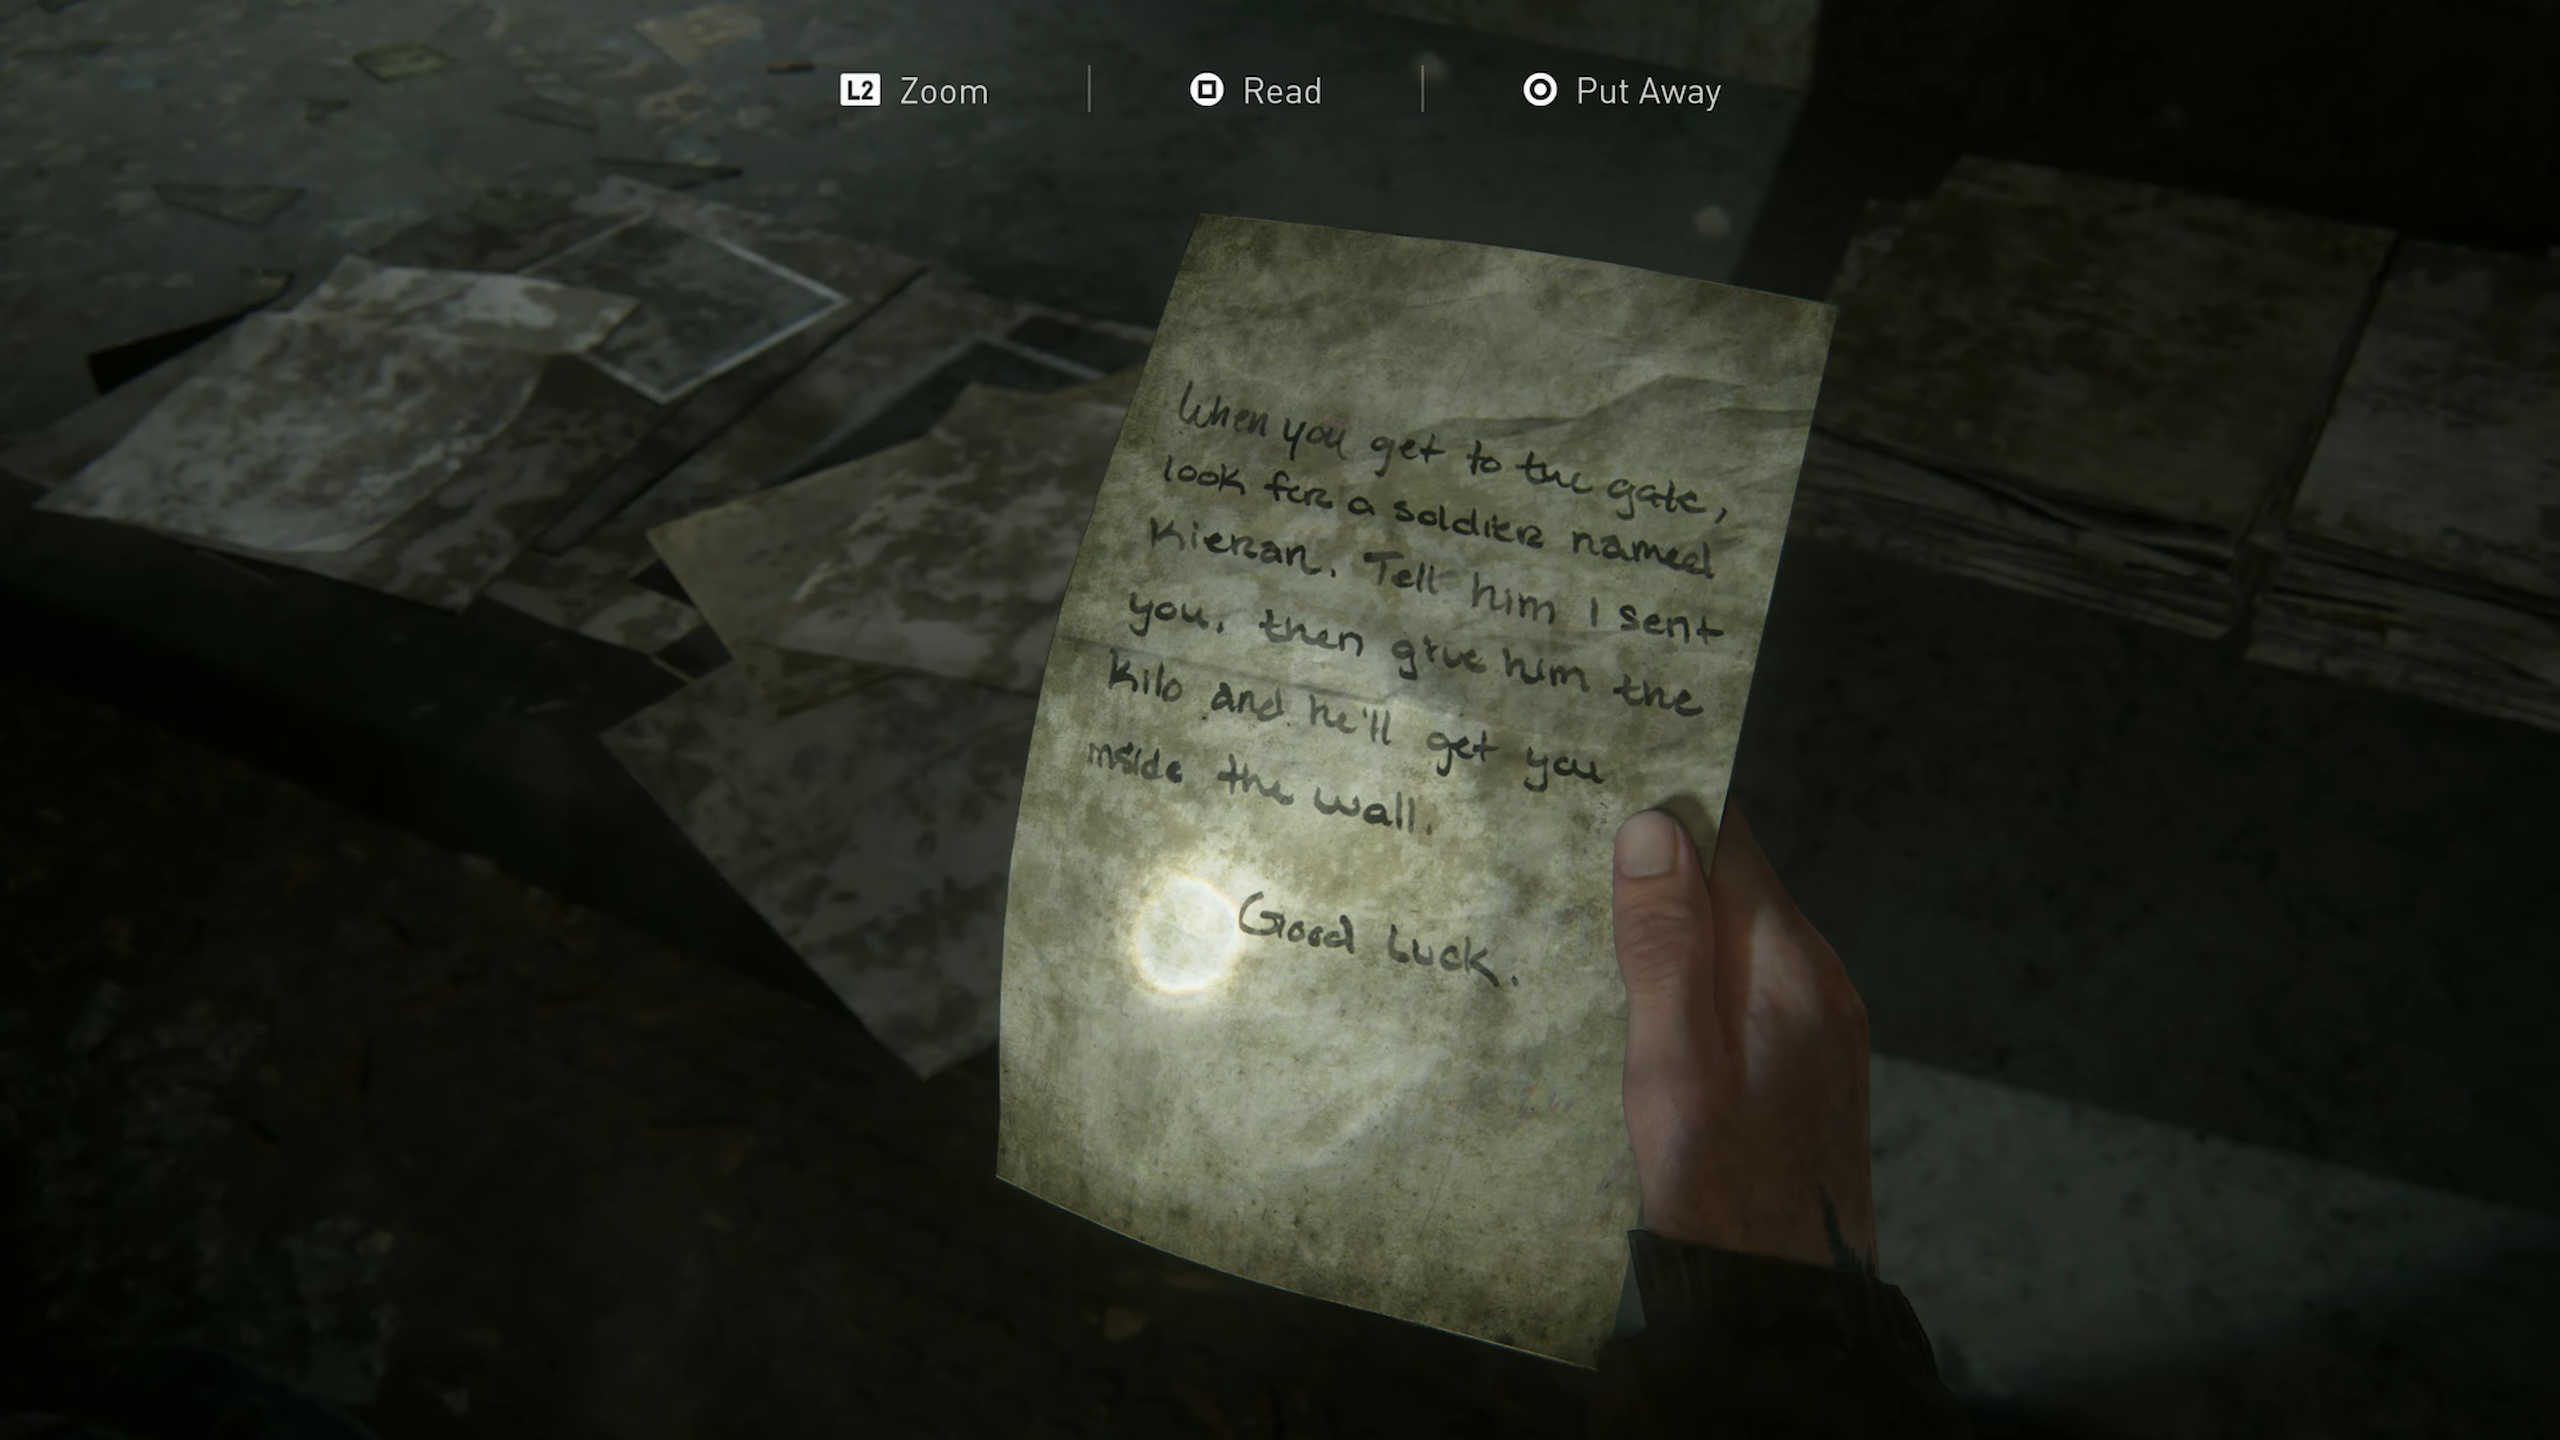 L2 Zoom | Read | Put Away
When you get to the gate,
look for a soldier named
Kieran. Tell him I sent
you, then give him the
Kilo and he'll get you
inside the wall.
Good Luck.